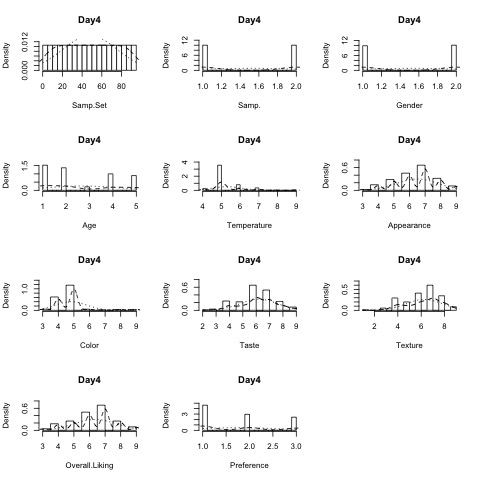 Day4 Day4 Day4
Density 0.000 0.012 Density 0 6 12 Density 0 6 12
0 20 40 60 80 1.0 1.2 1.4 1.6 1.8 2.0 1.0 1.2 1.4 1.6 1.8 2.0
Samp.Set Samp. Gender
Day4 Day4 Day4
Density 0.0 1.5 Density 0 2 4 Density 0.0 0.6
1 2 3 4 5 4 5 6 7 8 9 3 4 5 6 7 8 9
Age Temperature Appearance
Day4 Day4 Day4
Density 0.0 1.0 Density 0.0 0.6 Density 0.0 0.5
3 4 5 6 7 8 9 2 3 4 5 6 7 8 9 2 4 6 8
Color Taste Texture
Day4 Day4
Density 0.0 0.6 Density 0 3
3 4 5 6 7 8 9 1.0 1.5 2.0 2.5 3.0
Overall.Liking Preference